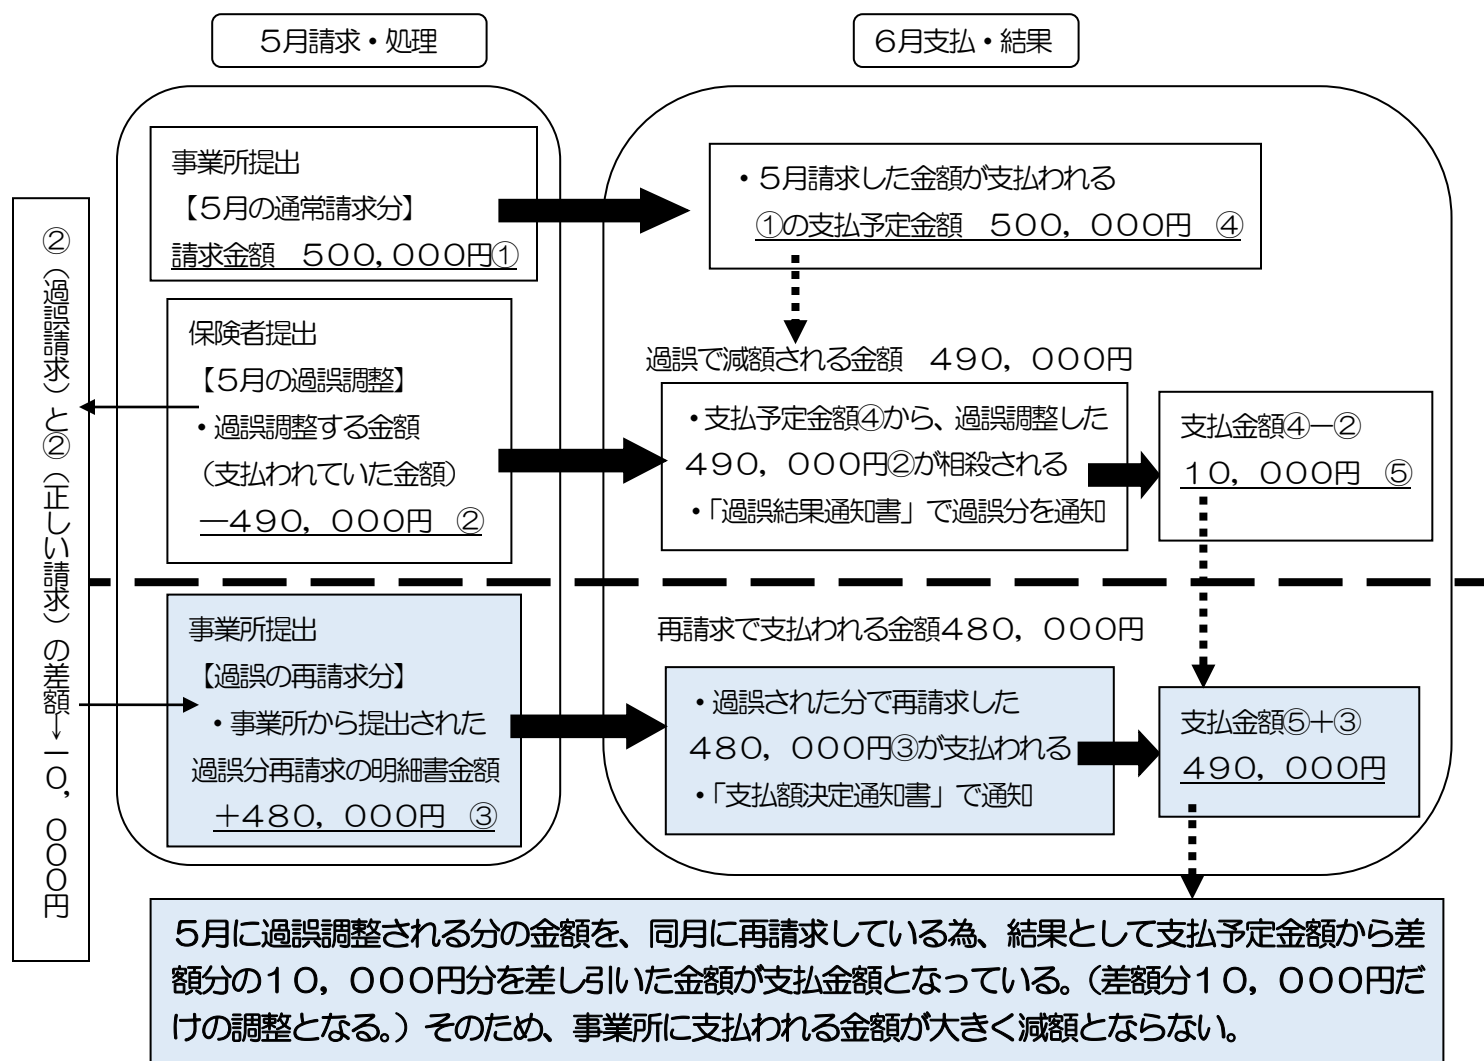 5月請求・処理
6月支払・結果
事業所提出
【5月の通常請求分】
請求金額　500,000円①
・5月請求した金額が支払われる
①の支払予定金額　500,000円　④
保険者提出
【5月の過誤調整】
・過誤調整する金額
（支払われていた金額）
－490,000円　②
過誤で減額される金額　490,000円
・支払予定金額④から、過誤調整した
490,000円②が相殺される
・「過誤結果通知書」で過誤分を通知
支払金額④－②
10,000円　⑤
②（過誤請求）と②（正しい請求）の差額→一〇，〇〇〇円
事業所提出
【過誤の再請求分】
・事業所から提出された
過誤分再請求の明細書金額
＋480,000円　③
再請求で支払われる金額480,000円
・過誤された分で再請求した
480,000円③が支払われる
・「支払額決定通知書」で通知
支払金額⑤＋③
490,000円
5月に過誤調整される分の金額を、同月に再請求している為、結果として支払予定金額から差
額分の10,000円分を差し引いた金額が支払金額となっている。（差額分10,000円だ
けの調整となる。）そのため、事業所に支払われる金額が大きく減額とならない。